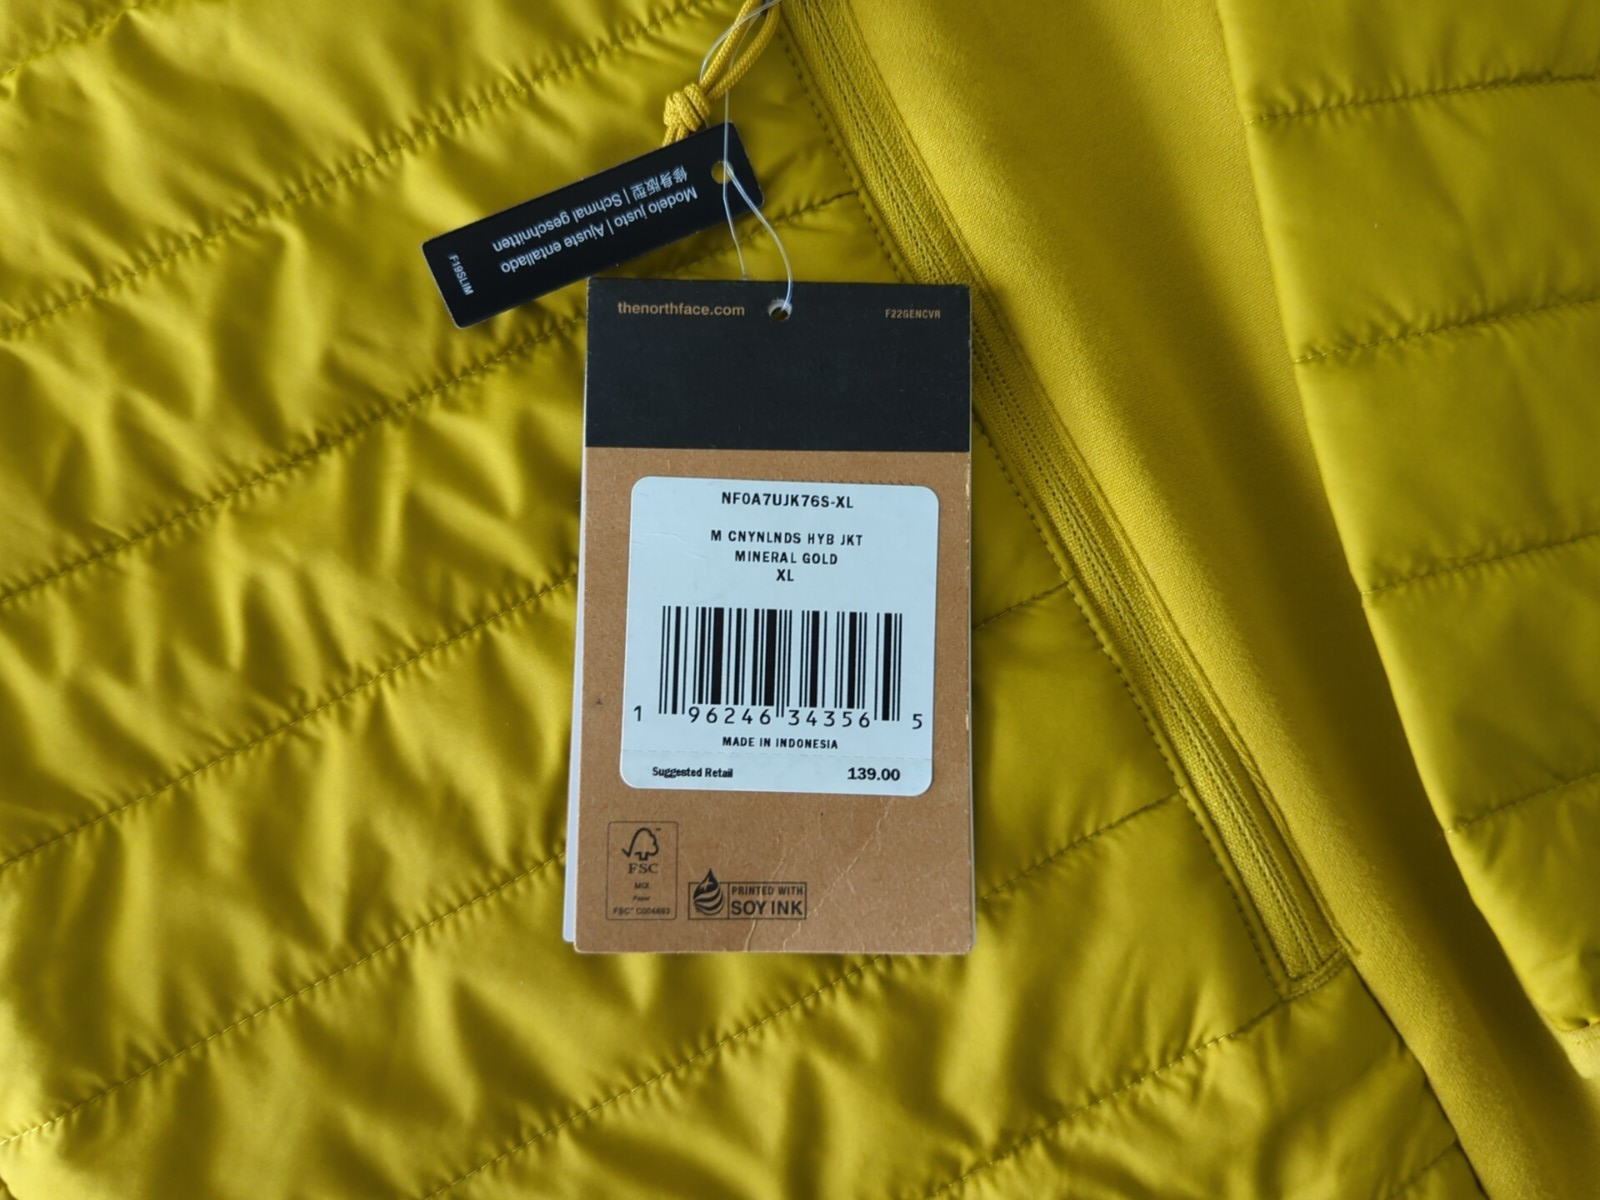 修身版型 | Schmal geschnitten
Modelo justo | Ajuste entallado
F19SLIM
thenorthface.com
F22GENCVR
NF0A7UJK76S-XL
M CNYNLNDS HYB JKT
MINERAL GOLD
XL
1 96246 34356 5
MADE IN INDONESIA
Suggested Retail 139.00
FSC
MIX
Paper
FSC® C004693
PRINTED WITH
SOY INK